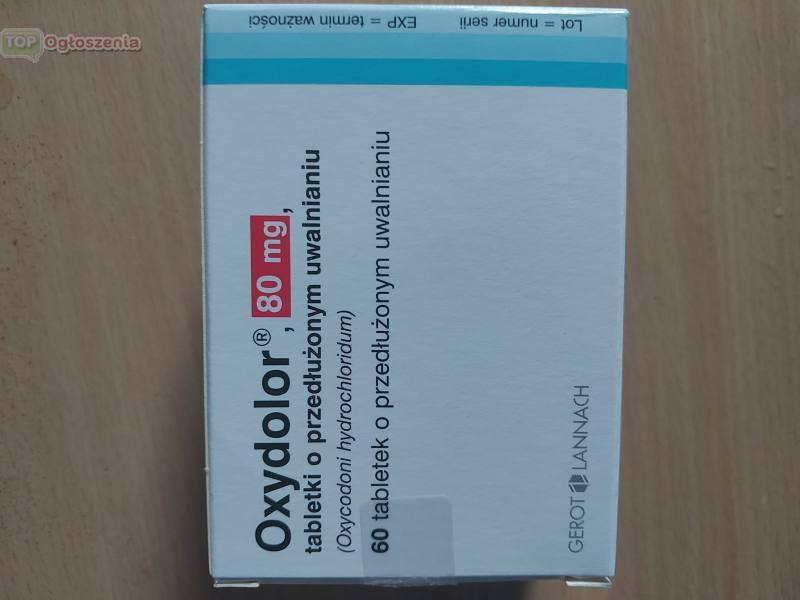 TOP Ogłoszenia
Lot = numer serii    EXP = termin ważności
Oxydolor®, 80 mg,
tabletki o przedłużonym uwalnianiu
(Oxycodoni hydrochloridum)
60 tabletek o przedłużonym uwalnianiu
GEROT LANNACH